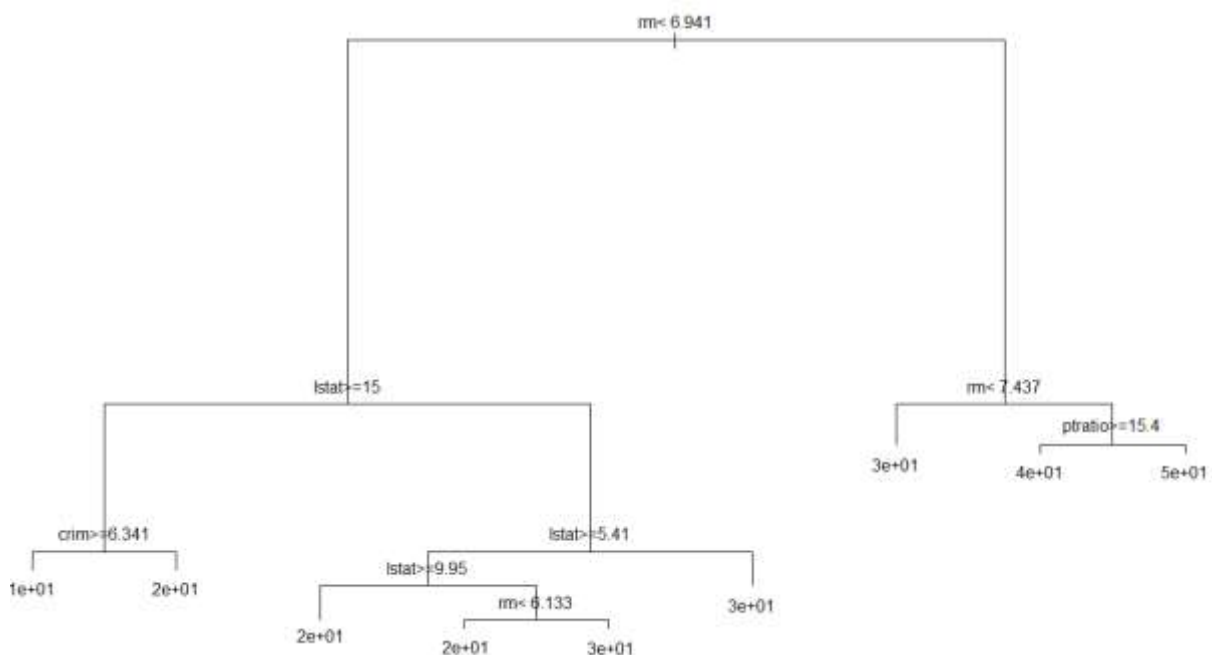 rm< 6.941
lstat>=15
rm< 7.437
ptratio>=15.4
3e+01
4e+01
5e+01
crim>=6.341
lstat>=5.41
1e+01
2e+01
lstat>=9.95
3e+01
rm< 6.133
2e+01
2e+01
3e+01